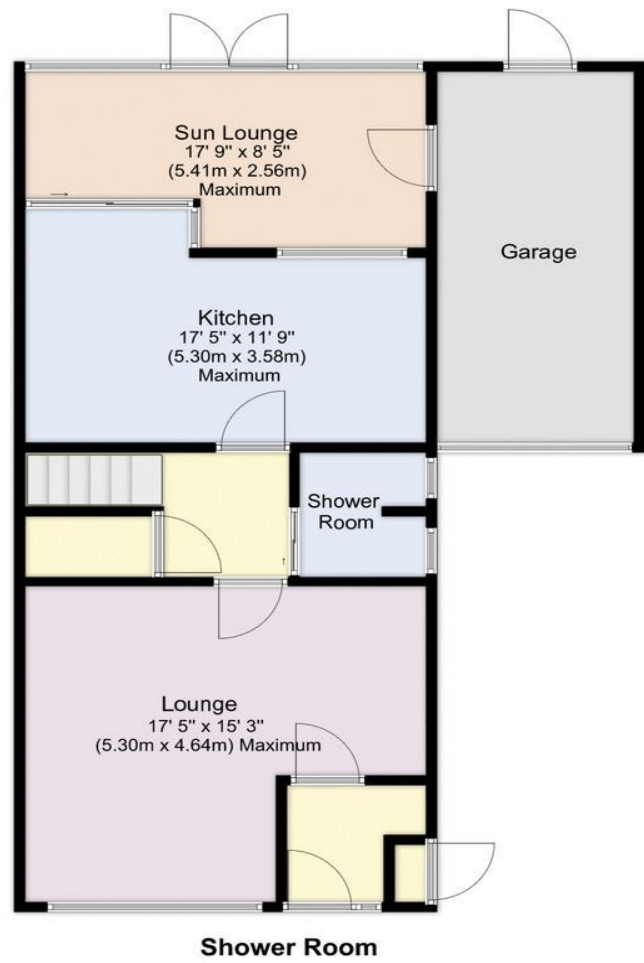 Sun Lounge
17' 9" x 8' 5"
(5.41m x 2.56m)
Maximum
Garage
Kitchen
17' 5" x 11' 9"
(5.30m x 3.58m)
Maximum
Shower
Room
Lounge
17' 5" x 15' 3"
(5.30m x 4.64m) Maximum
Shower Room